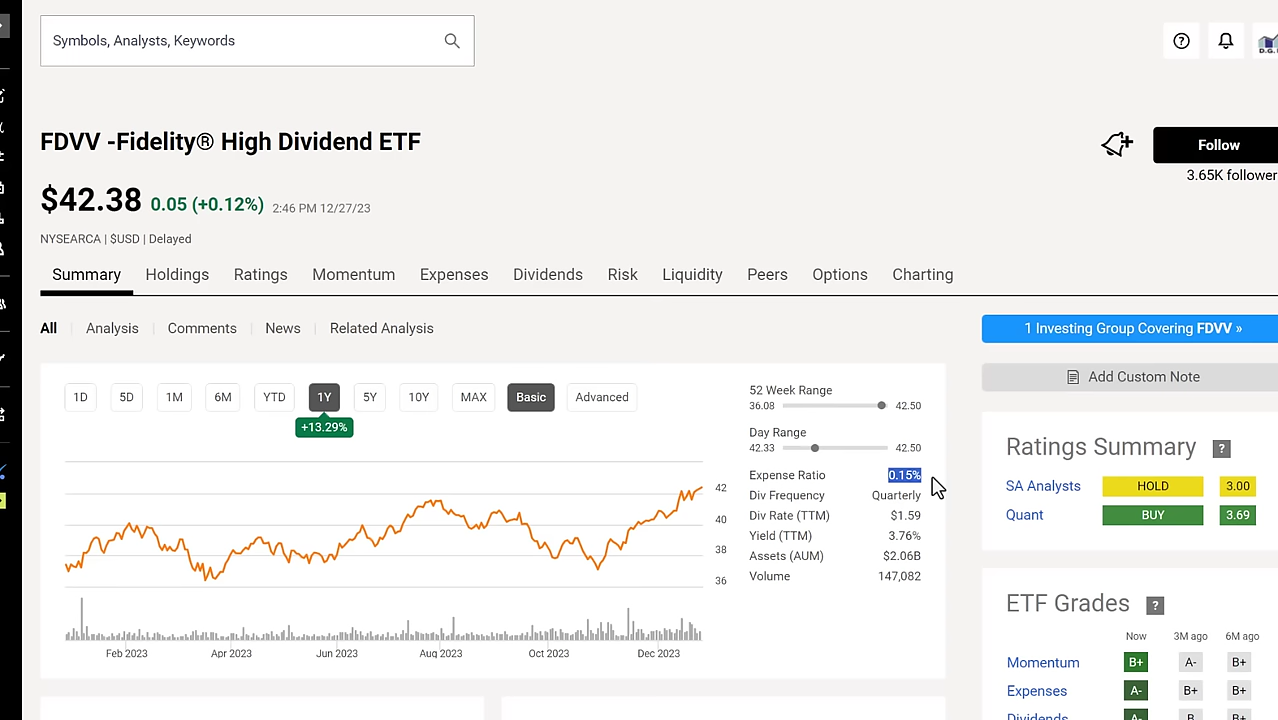 Symbols, Analysts, Keywords
D.G.
FDVV -Fidelity® High Dividend ETF
Follow
3.65K follower
$42.38 0.05 (+0.12%) 2:46 PM 12/27/23
NYSEARCA | $USD | Delayed
Summary Holdings Ratings Momentum Expenses Dividends Risk Liquidity Peers Options Charting
All Analysis Comments News Related Analysis
1 Investing Group Covering FDVV »
Add Custom Note
1D 5D 1M 6M YTD 1Y 5Y 10Y MAX Basic Advanced
+13.29%
42
40
38
36
Feb 2023 Apr 2023 Jun 2023 Aug 2023 Oct 2023 Dec 2023
52 Week Range
36.08 42.50
Day Range
42.33 42.50
Expense Ratio 0.15%
Div Frequency Quarterly
Div Rate (TTM) $1.59
Yield (TTM) 3.76%
Assets (AUM) $2.06B
Volume 147,082
Ratings Summary ?
SA Analysts HOLD 3.00
Quant BUY 3.69
ETF Grades ?
Now 3M ago 6M ago
Momentum B+ A- B+
Expenses A- B+ B+
Dividends A- B B+